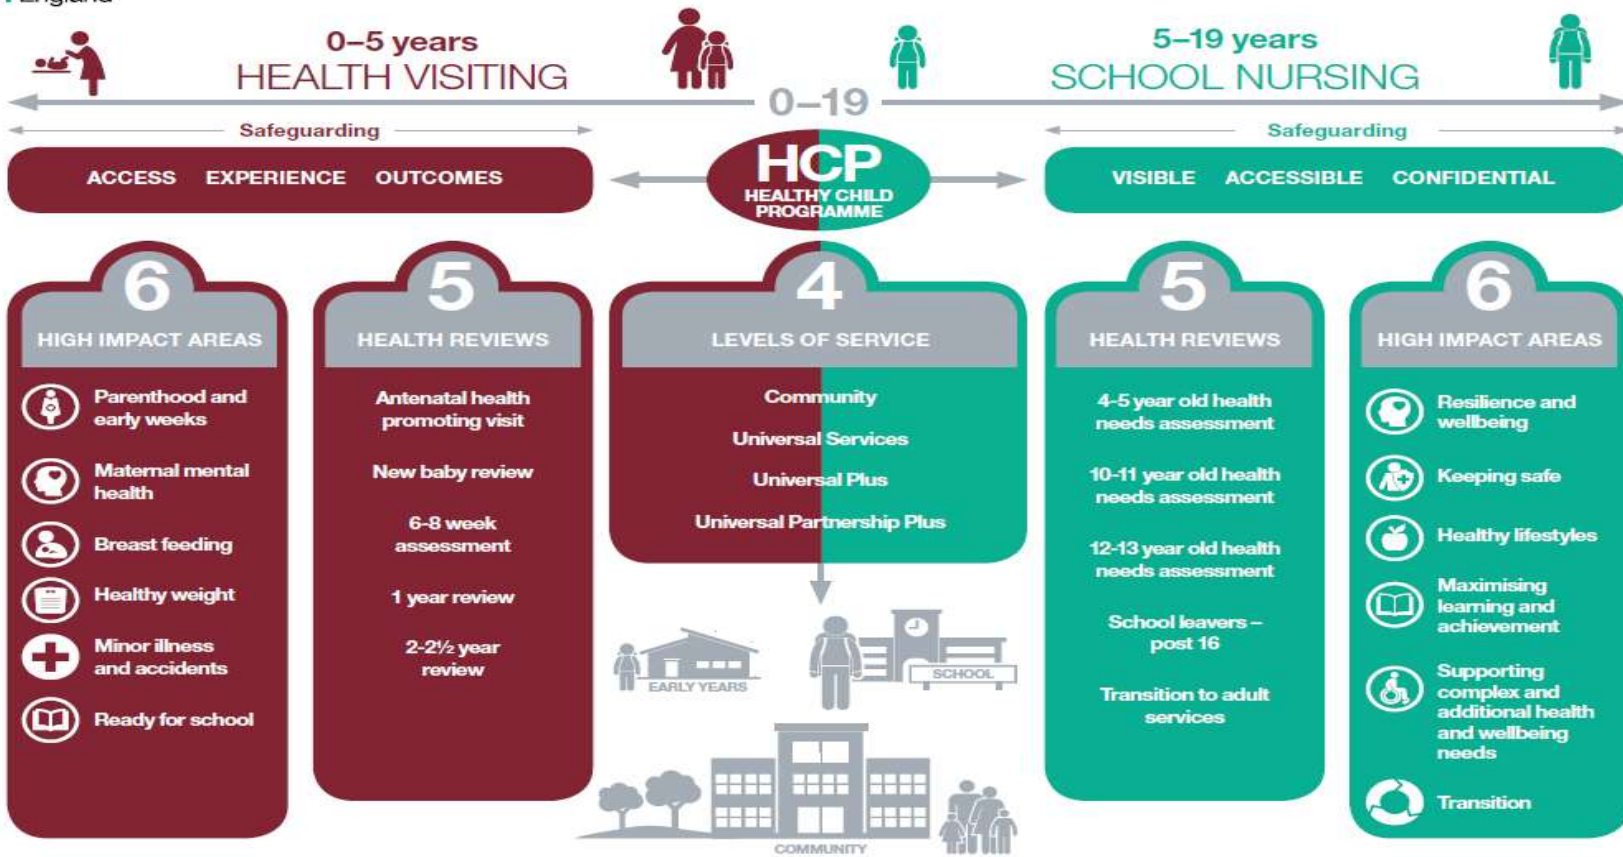 England
0–5 years
HEALTH VISITING
5–19 years
SCHOOL NURSING
0–19
Safeguarding
Safeguarding
ACCESS EXPERIENCE OUTCOMES
HCP
HEALTHY CHILD
PROGRAMME
VISIBLE ACCESSIBLE CONFIDENTIAL
6
HIGH IMPACT AREAS
Parenthood and
early weeks
Maternal mental
health
Breast feeding
Healthy weight
Minor illness
and accidents
Ready for school
5
HEALTH REVIEWS
Antenatal health
promoting visit
New baby review
6-8 week
assessment
1 year review
2-2½ year
review
4
LEVELS OF SERVICE
Community
Universal Services
Universal Plus
Universal Partnership Plus
EARLY YEARS
SCHOOL
COMMUNITY
5
HEALTH REVIEWS
4-5 year old health
needs assessment
10-11 year old health
needs assessment
12-13 year old health
needs assessment
School leavers –
post 16
Transition to adult
services
6
HIGH IMPACT AREAS
Resilience and
wellbeing
Keeping safe
Healthy lifestyles
Maximising
learning and
achievement
Supporting
complex and
additional health
and wellbeing
needs
Transition